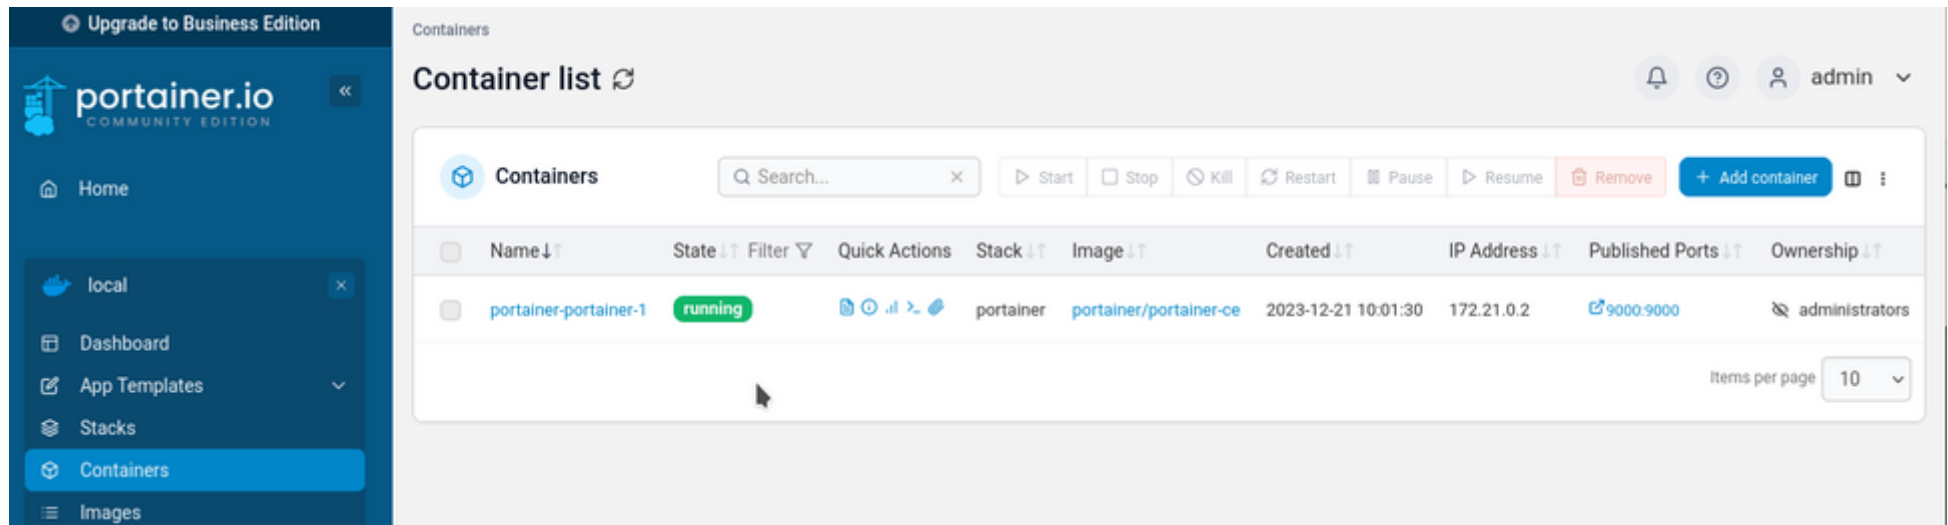 Upgrade to Business Edition
portainer.io
COMMUNITY EDITION
Home
local
Dashboard
App Templates
Stacks
Containers
Images
Containers
Container list
admin
Containers
Search...
Start Stop Kill Restart Pause Resume Remove + Add container
Name State Filter Quick Actions Stack Image Created IP Address Published Ports Ownership
portainer-portainer-1 running portainer portainer/portainer-ce 2023-12-21 10:01:30 172.21.0.2 9000:9000 administrators
Items per page 10